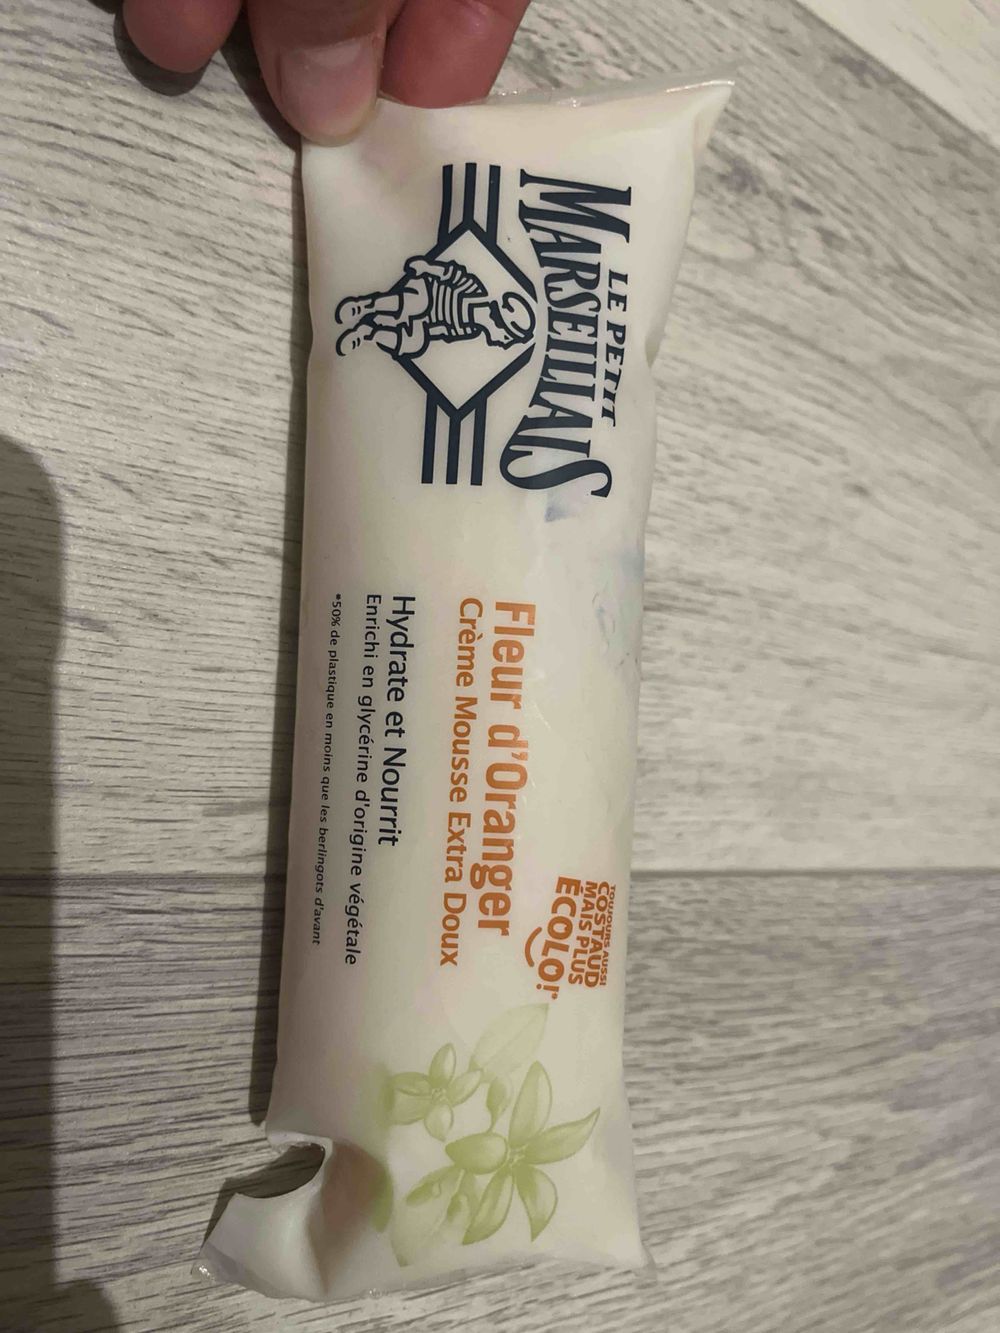 LE PETIT
MARSEILLAIS
TOUJOURS AUSSI
COSTAUD
MAIS PLUS
ÉCOLO!*
Fleur d'Oranger
Crème Mousse Extra Doux
Hydrate et Nourrit
Enrichi en glycérine d'origine végétale
*50% de plastique en moins que les berlingots d'avant